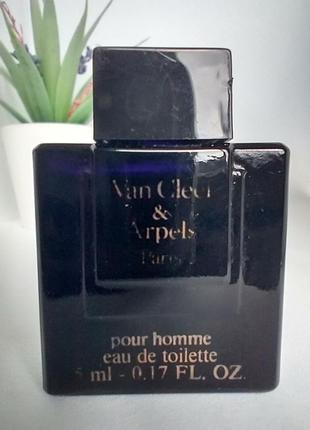 Van Cleef
&
Arpels
Paris
pour homme
eau de toilette
5 ml - 0.17 FL. OZ.